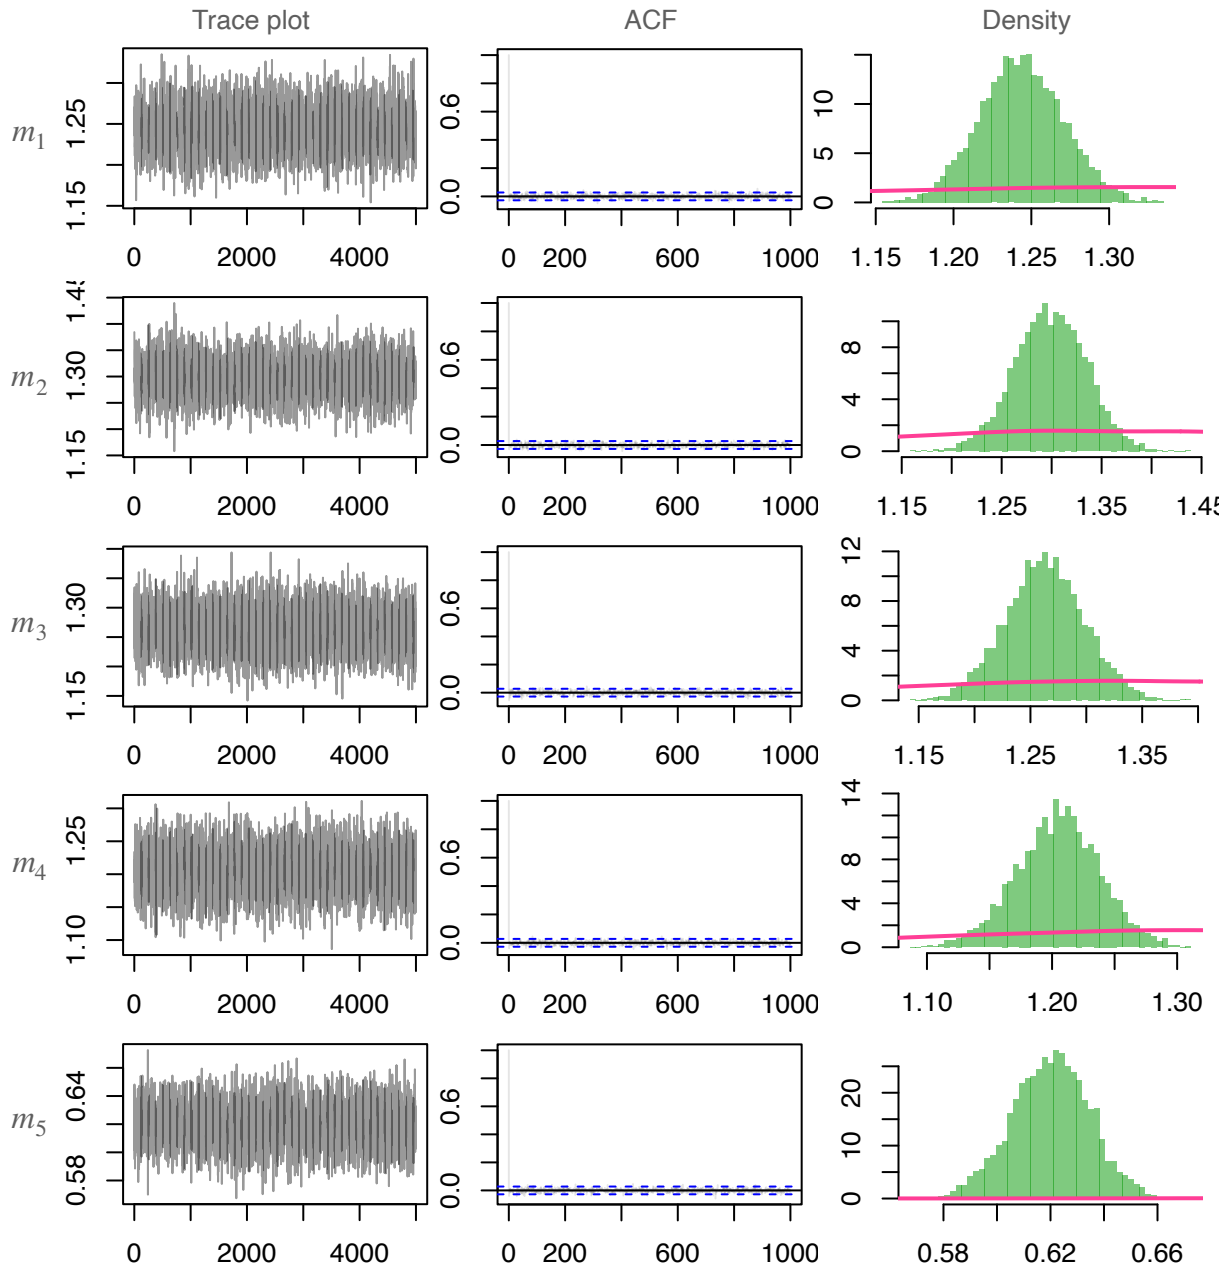 Trace plot ACF Density
m1 1.15 1.25 0 2000 4000 0.0 0.6 0 200 600 1000 0 5 10 1.15 1.20 1.25 1.30
m2 1.15 1.30 1.45 0 2000 4000 0.0 0.6 0 200 600 1000 0 4 8 1.15 1.25 1.35 1.45
m3 1.15 1.30 0 2000 4000 0.0 0.6 0 200 600 1000 0 4 8 12 1.15 1.25 1.35
m4 1.10 1.25 0 2000 4000 0.0 0.6 0 200 600 1000 0 4 8 14 1.10 1.20 1.30
m5 0.58 0.64 0 2000 4000 0.0 0.6 0 200 600 1000 0 10 20 0.58 0.62 0.66